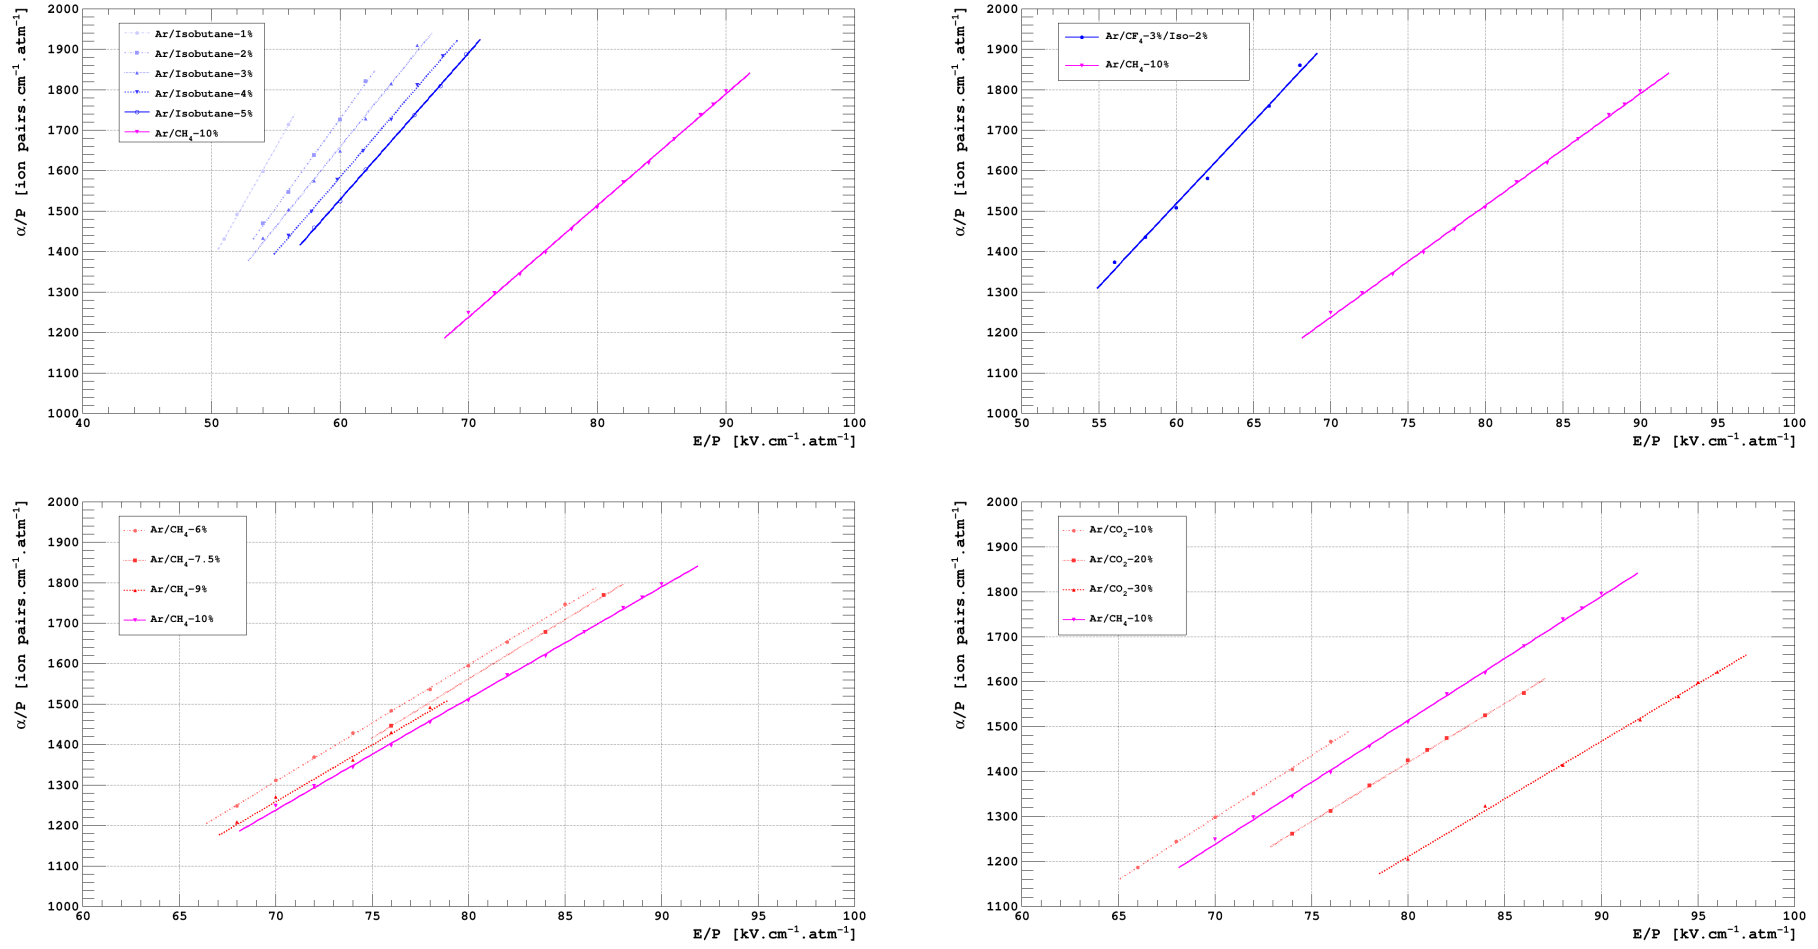 α/P [ion pairs.cm⁻¹.atm⁻¹]
2000
1900
1800
1700
1600
1500
1400
1300
1200
1100
1000
Ar/Isobutane-1%
Ar/Isobutane-2%
Ar/Isobutane-3%
Ar/Isobutane-4%
Ar/Isobutane-5%
Ar/CH₄-10%
40 50 60 70 80 90 100
E/P [kV.cm⁻¹.atm⁻¹]
α/P [ion pairs.cm⁻¹.atm⁻¹]
2000
1900
1800
1700
1600
1500
1400
1300
1200
1100
1000
Ar/CF₄-3%/Iso-2%
Ar/CH₄-10%
50 55 60 65 70 75 80 85 90 95 100
E/P [kV.cm⁻¹.atm⁻¹]
α/P [ion pairs.cm⁻¹.atm⁻¹]
2000
1900
1800
1700
1600
1500
1400
1300
1200
1100
1000
Ar/CH₄-6%
Ar/CH₄-7.5%
Ar/CH₄-9%
Ar/CH₄-10%
60 65 70 75 80 85 90 95 100
E/P [kV.cm⁻¹.atm⁻¹]
α/P [ion pairs.cm⁻¹.atm⁻¹]
2000
1900
1800
1700
1600
1500
1400
1300
1200
1100
Ar/CO₂-10%
Ar/CO₂-20%
Ar/CO₂-30%
Ar/CH₄-10%
60 65 70 75 80 85 90 95 100
E/P [kV.cm⁻¹.atm⁻¹]